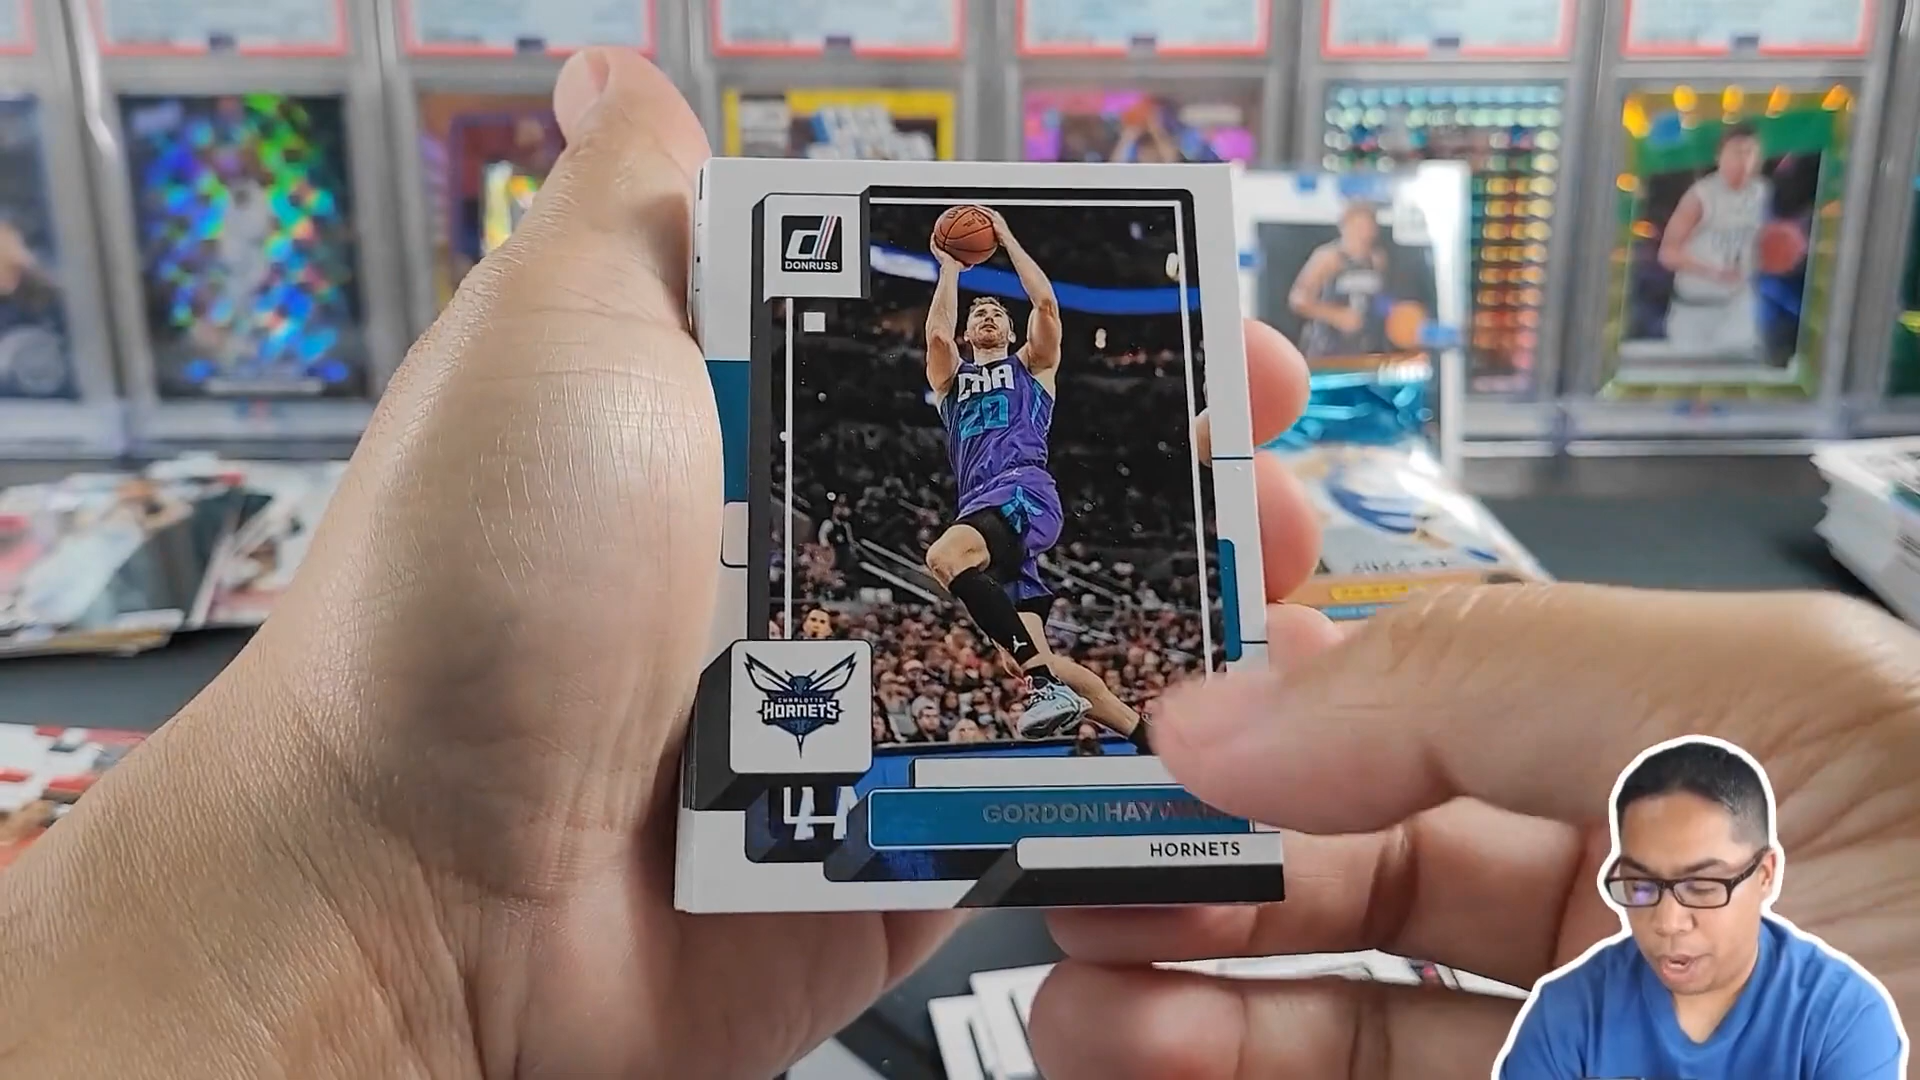 DONRUSS
CHA
20
CHARLOTTE
HORNETS
GORDON HAYWARD
HORNETS